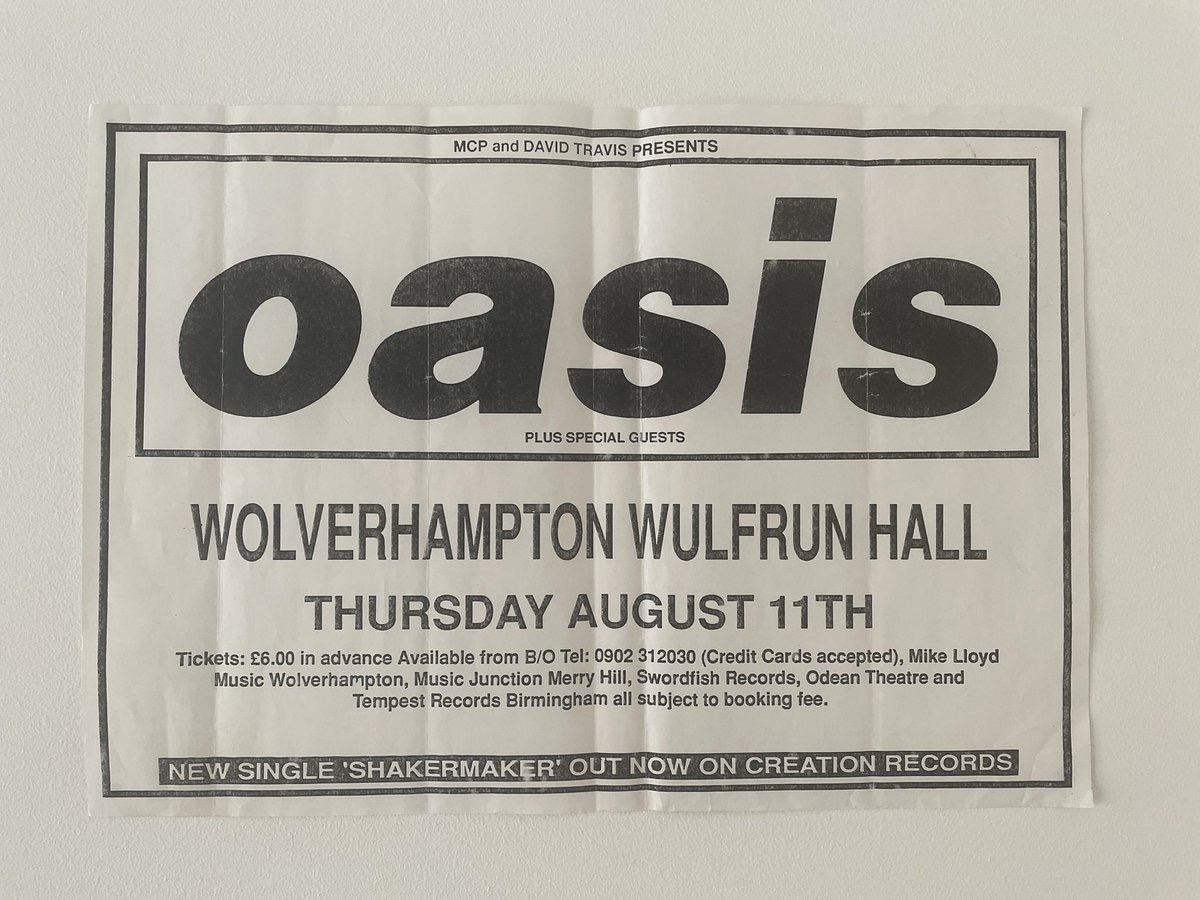 MCP and DAVID TRAVIS PRESENTS
oasis
PLUS SPECIAL GUESTS
WOLVERHAMPTON WULFRUN HALL
THURSDAY AUGUST 11TH
Tickets: £6.00 in advance Available from B/O Tel: 0902 312030 (Credit Cards accepted), Mike Lloyd
Music Wolverhampton, Music Junction Merry Hill, Swordfish Records, Odean Theatre and
Tempest Records Birmingham all subject to booking fee.
NEW SINGLE 'SHAKERMAKER' OUT NOW ON CREATION RECORDS